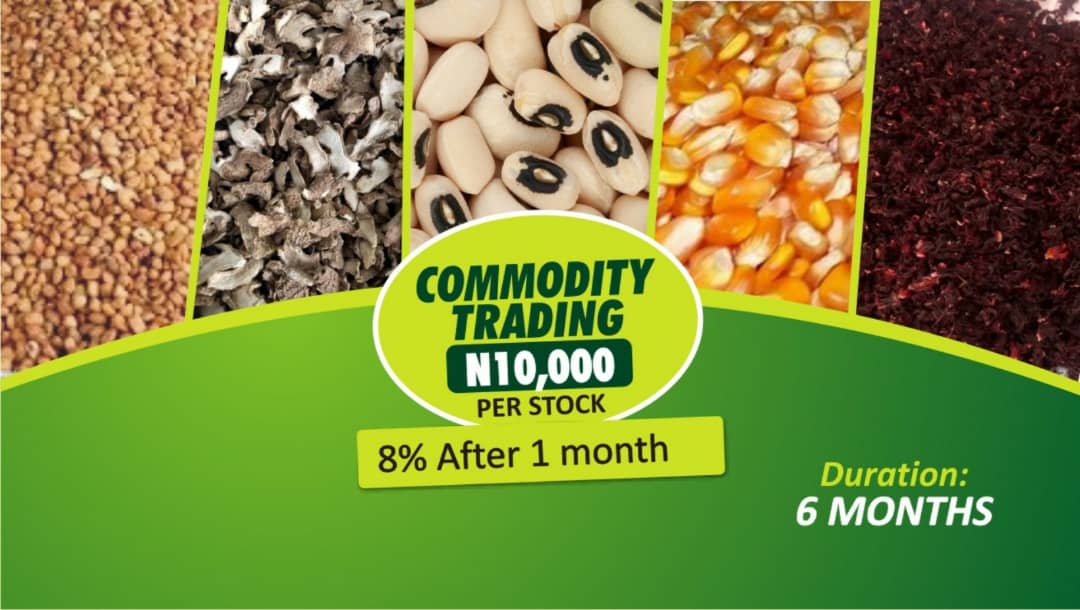 COMMODITY
TRADING
N10,000
PER STOCK
8% After 1 month
Duration:
6 MONTHS